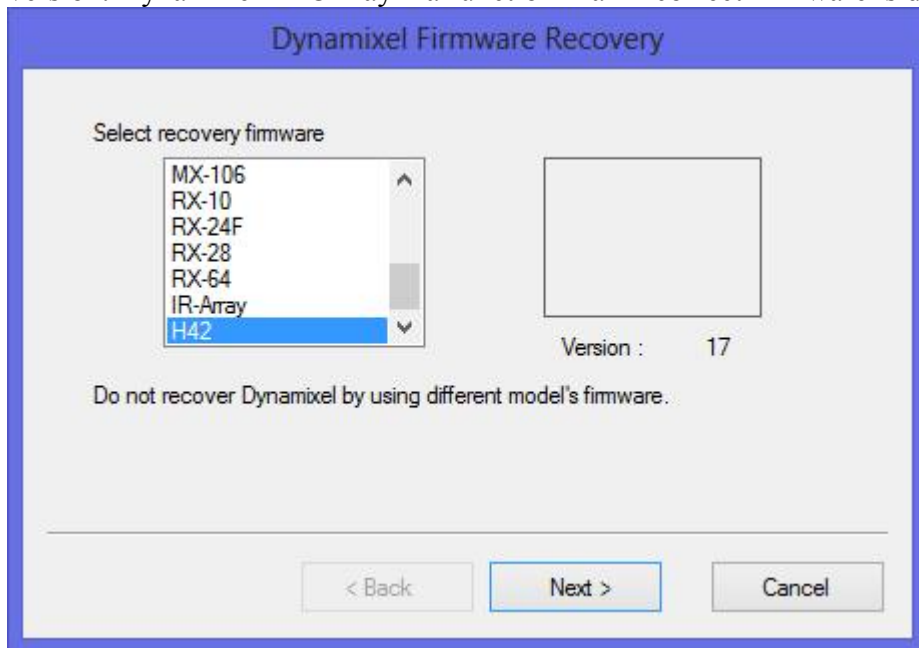 Dynamixel Firmware Recovery
Select recovery firmware
MX-106
RX-10
RX-24F
RX-28
RX-64
IR-Array
H42
Version : 17
Do not recover Dynamixel by using different model's firmware.
< Back Next > Cancel